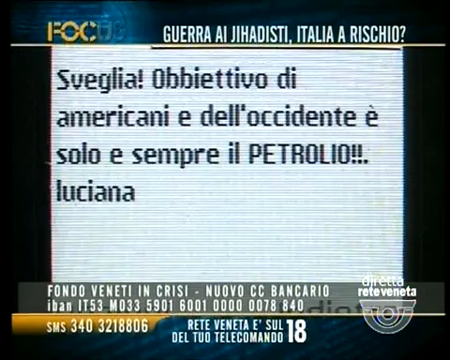 FOCUS
GUERRA AI JIHADISTI, ITALIA A RISCHIO?
Sveglia! Obbiettivo di
americani e dell'occidente è
solo e sempre il PETROLIO!!.
luciana
diretta
reteveneta
FONDO VENETI IN CRISI - NUOVO CC BANCARIO
iban IT53 M033 5901 6001 0000 0078 840
SMS 340 3218806
RETE VENETA E' SUL
DEL TUO TELECOMANDO 18